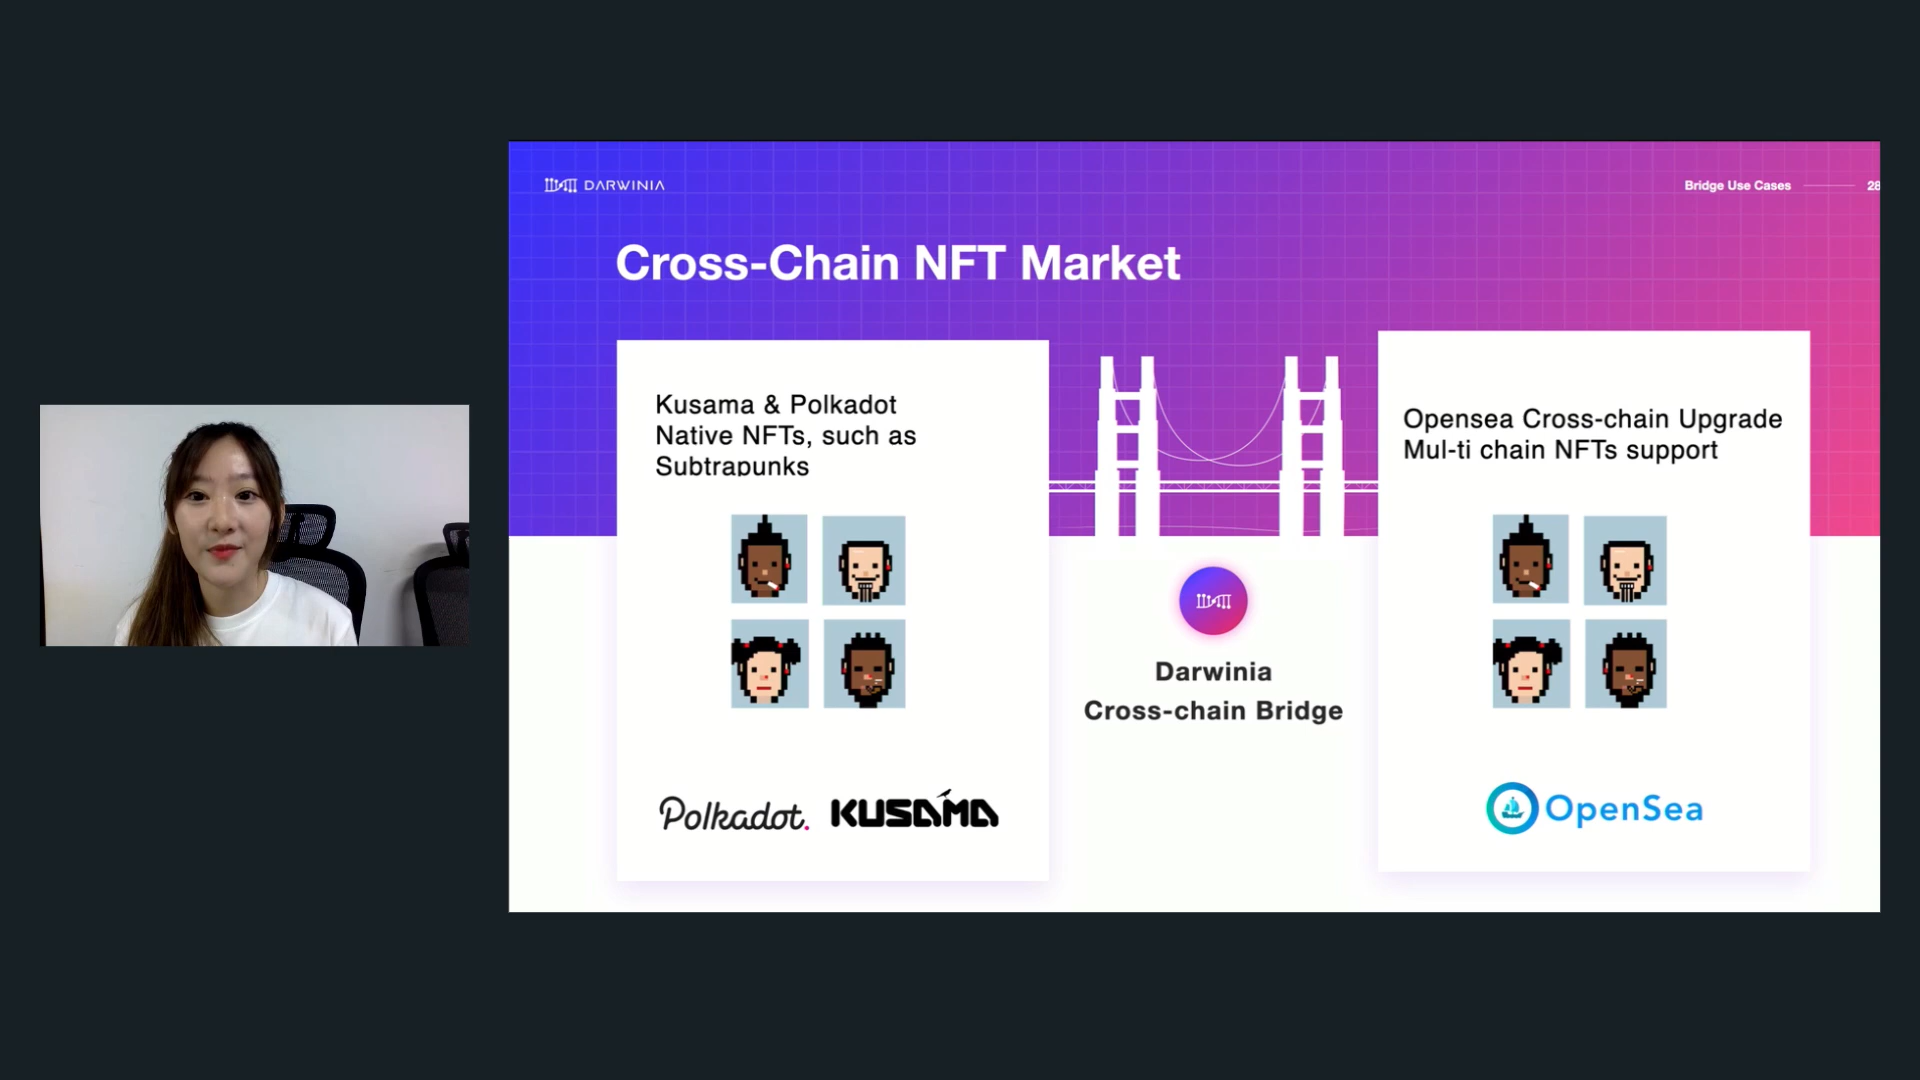 DARWINIA
Bridge Use Cases
28
Cross-Chain NFT Market
Kusama & Polkadot
Native NFTs, such as
Subtrapunks
Opensea Cross-chain Upgrade
Mul-ti chain NFTs support
Darwinia
Cross-chain Bridge
Polkadot.
KUSAMA
OpenSea